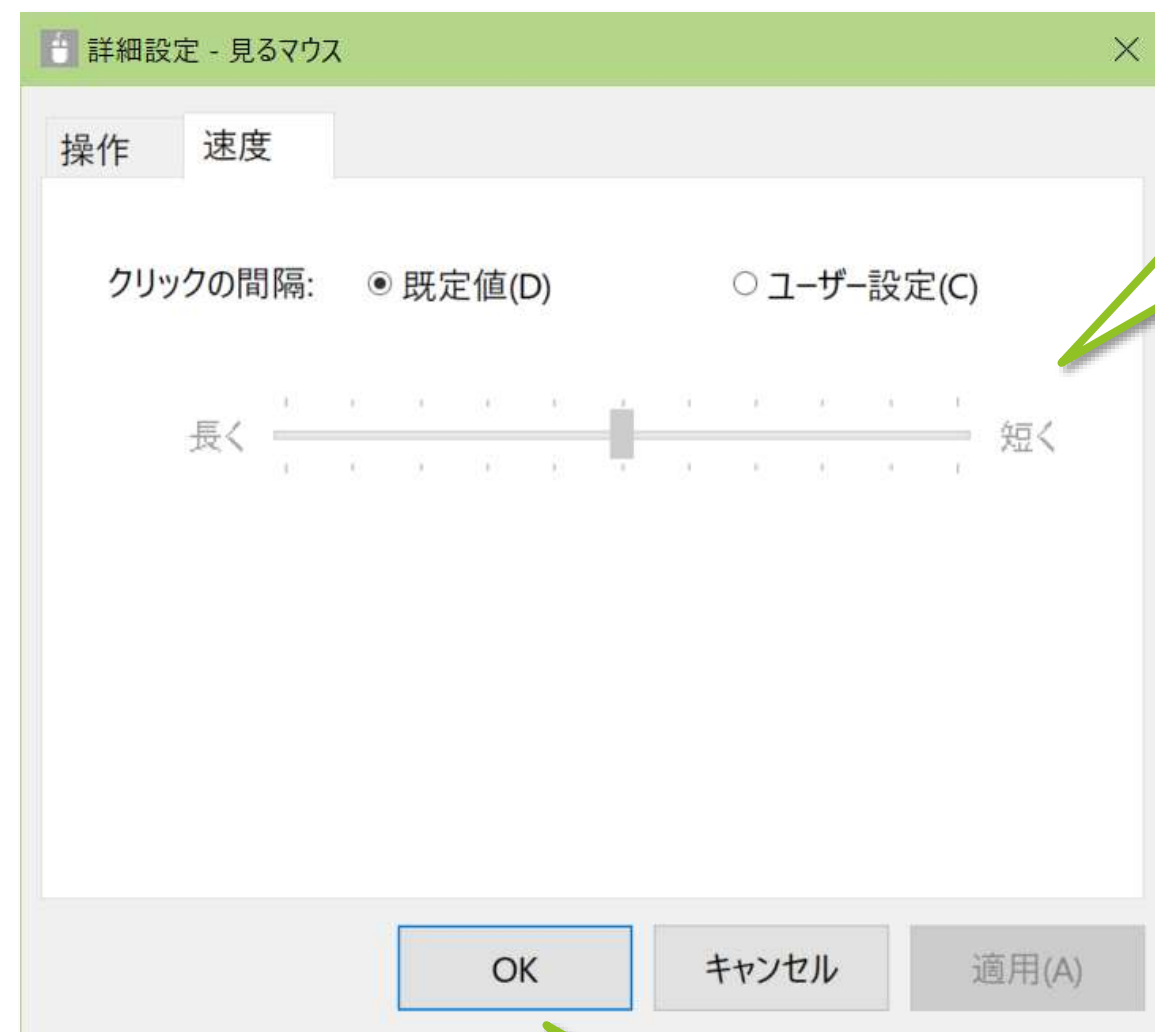 詳細設定 - 見るマウス
操作 速度
クリックの間隔: 既定値(D) ユーザー設定(C)
長く 短く
OK キャンセル 適用(A)